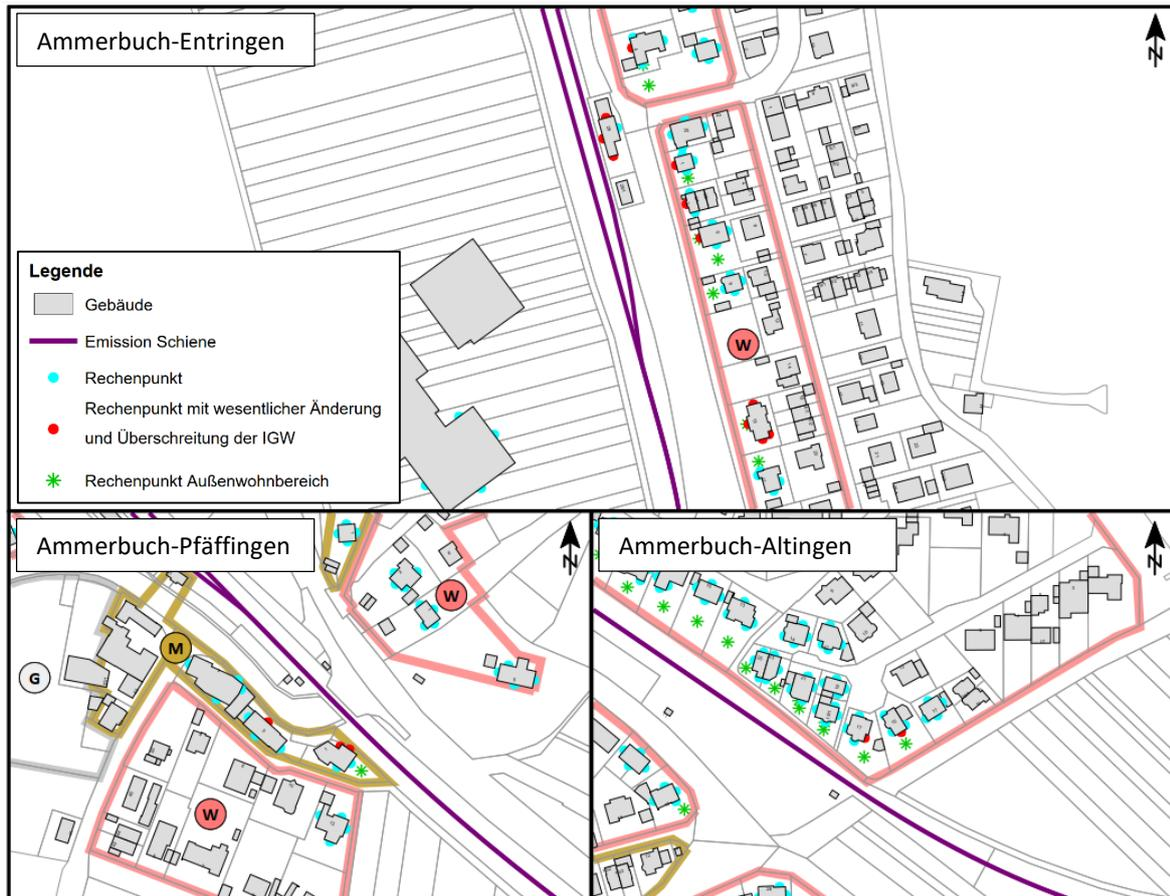 Ammerbuch-Entringen
N
Legende
Gebäude
Emission Schiene
Rechenpunkt
Rechenpunkt mit wesentlicher Änderung
und Überschreitung der IGW
Rechenpunkt Außenwohnbereich
W
Ammerbuch-Pfäffingen
N
W
M
G
W
Ammerbuch-Altingen
N